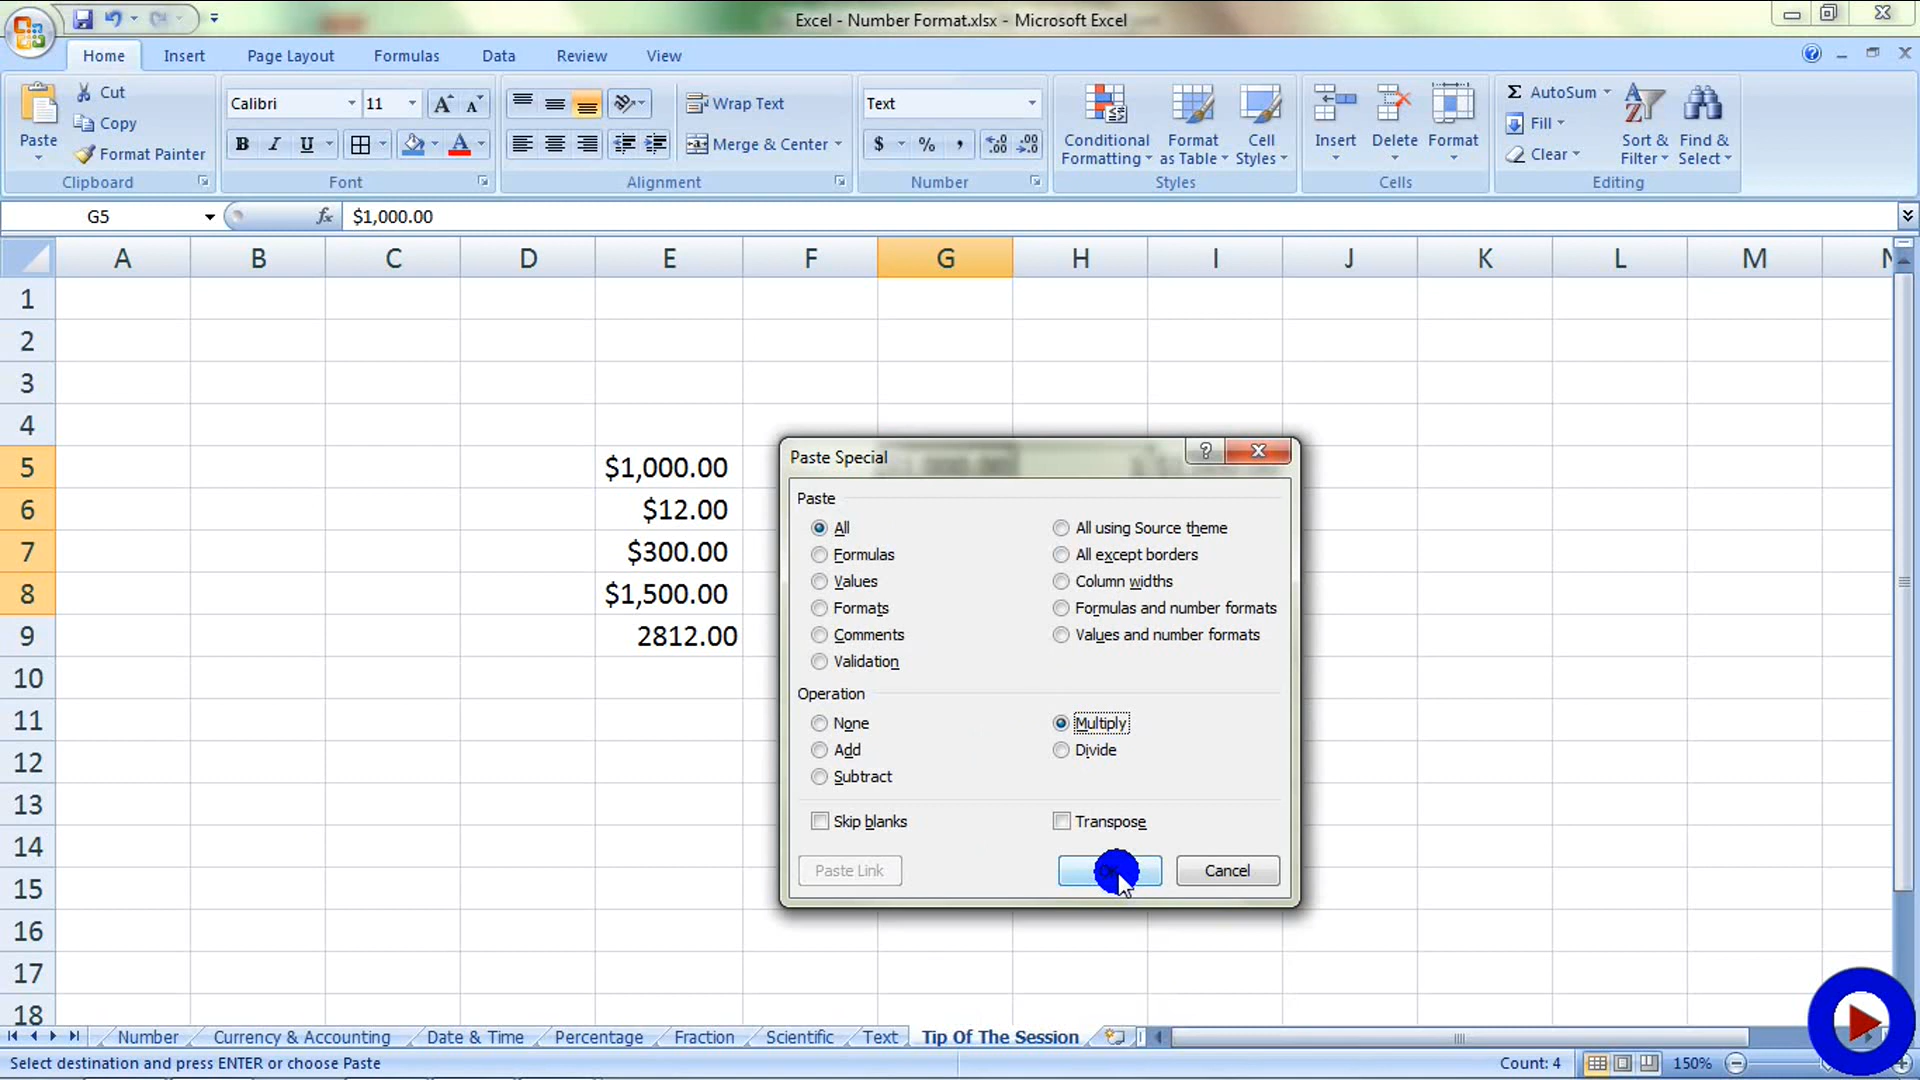 Excel - Number Format.xlsx - Microsoft Excel
Home Insert Page Layout Formulas Data Review View
Paste
Cut
Copy
Format Painter
Clipboard
Calibri 11
B I U A
Font
Wrap Text
Merge & Center
Alignment
Text
$ % , .00 .00
Number
Conditional Formatting
Format as Table
Cell Styles
Styles
Insert Delete Format
Cells
Σ AutoSum
Fill
Clear
Sort & Filter
Find & Select
Editing
G5 fx $1,000.00
A B C D E F G H I J K L M
1
2
3
4
5 $1,000.00
6 $12.00
7 $300.00
8 $1,500.00
9 2812.00
10
11
12
13
14
15
16
17
18
Paste Special ?
Paste
All All using Source theme
Formulas All except borders
Values Column widths
Formats Formulas and number formats
Comments Values and number formats
Validation
Operation
None Multiply
Add Divide
Subtract
Skip blanks Transpose
Paste Link Cancel
Number Currency & Accounting Date & Time Percentage Fraction Scientific Text Tip Of The Session
Select destination and press ENTER or choose Paste Count: 4 150%